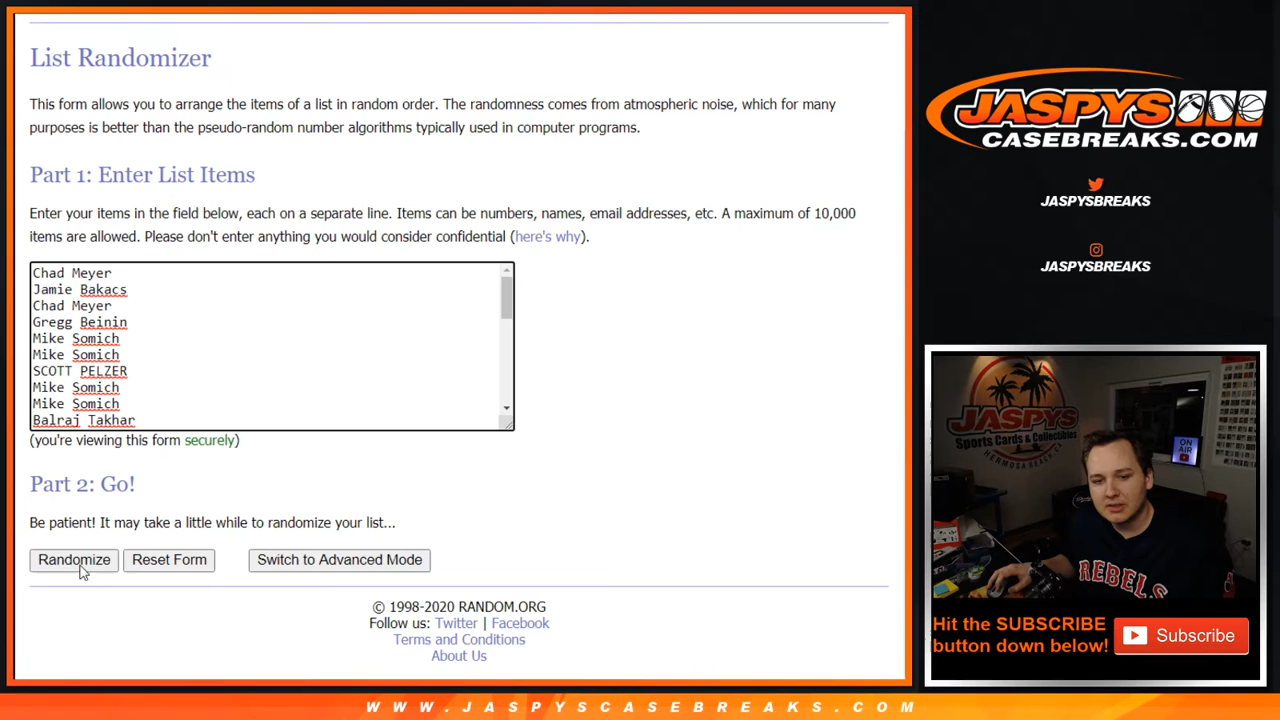 List Randomizer
This form allows you to arrange the items of a list in random order. The randomness comes from atmospheric noise, which for many
purposes is better than the pseudo-random number algorithms typically used in computer programs.
Part 1: Enter List Items
Enter your items in the field below, each on a separate line. Items can be numbers, names, email addresses, etc. A maximum of 10,000
items are allowed. Please don't enter anything you would consider confidential (here's why).
Chad Meyer
Jamie Bakacs
Chad Meyer
Gregg Beinin
Mike Somich
Mike Somich
SCOTT PELZER
Mike Somich
Mike Somich
Balraj Takhar
(you're viewing this form securely)
Part 2: Go!
Be patient! It may take a little while to randomize your list...
Randomize
Reset Form
Switch to Advanced Mode
© 1998-2020 RANDOM.ORG
Follow us: Twitter | Facebook
Terms and Conditions
About Us
JASPYS
CASEBREAKS.COM
JASPYSBREAKS
JASPYSBREAKS
JASPYS
Sports Cards & Collectibles
HERMOSA BEACH CA
ON
AIR
REBELS
Hit the SUBSCRIBE
button down below!
Subscribe
WWW.JASPYSCASEBREAKS.COM